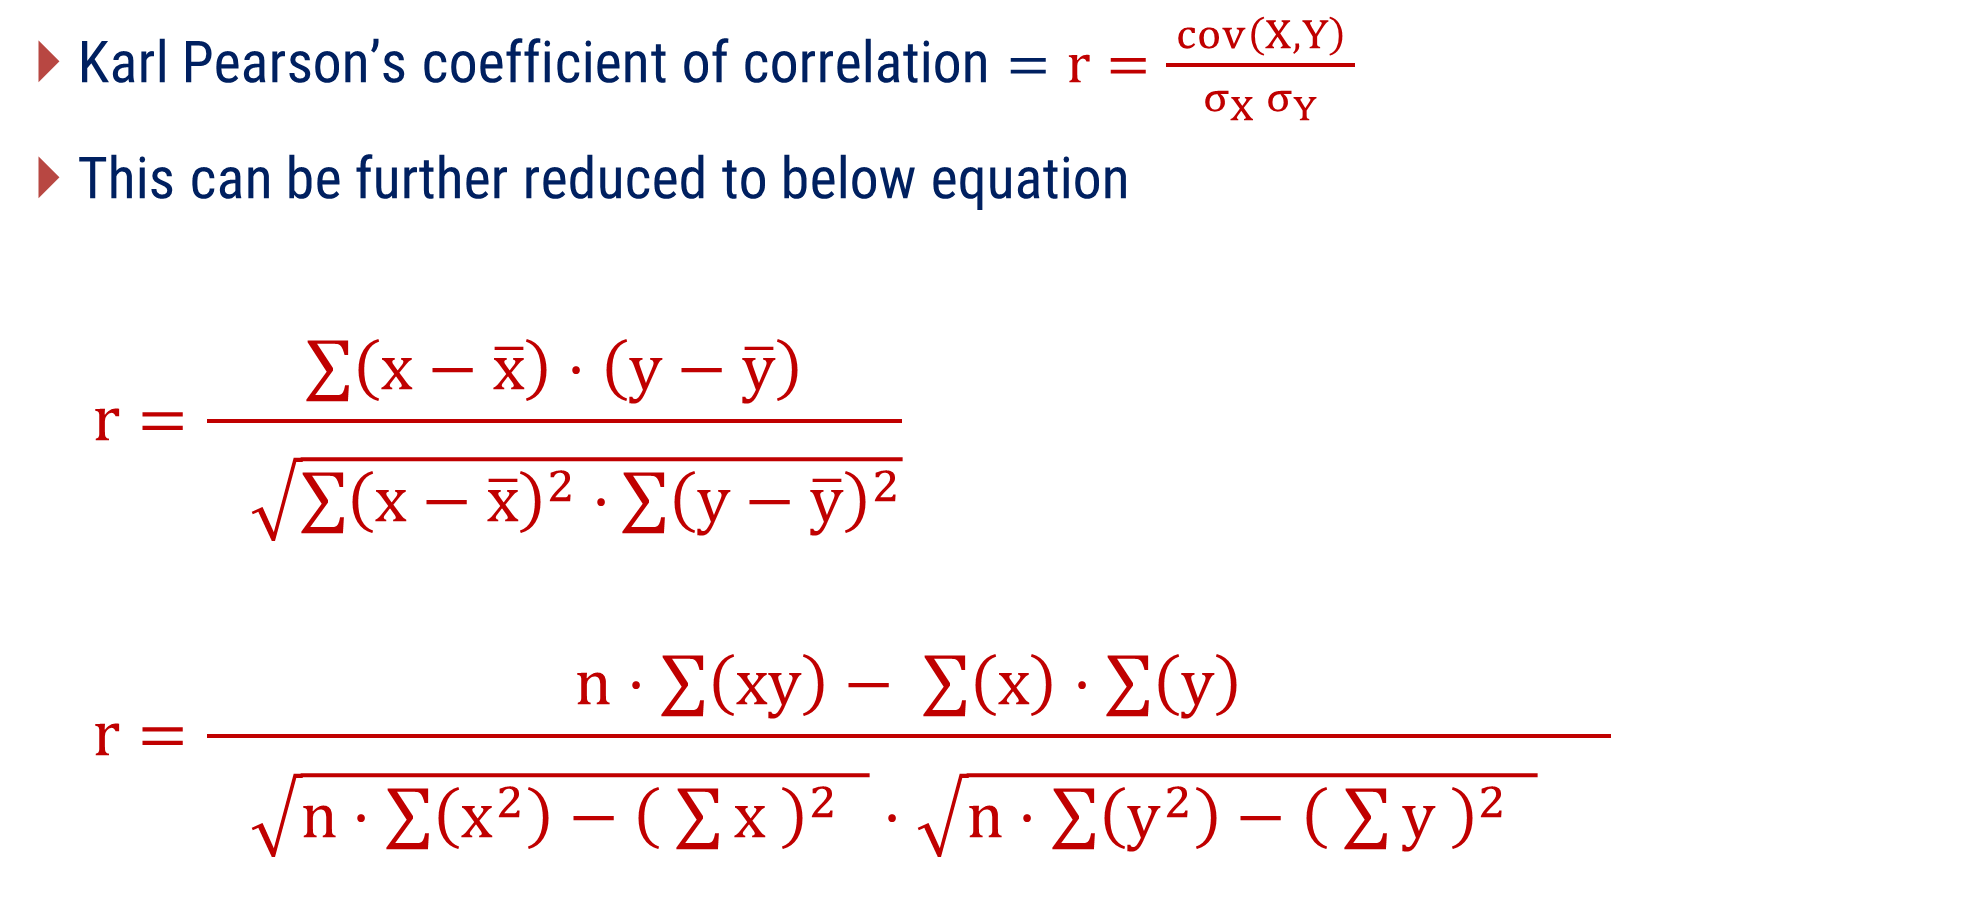 Karl Pearson’s coefficient of correlation = r = cov(X,Y) / σX σY
This can be further reduced to below equation
r = ∑(x − x̅) · (y − y̅) / √(∑(x − x̅)² · ∑(y − y̅)²)
r = n · ∑(xy) − ∑(x) · ∑(y) / √(n · ∑(x²) − ( ∑ x )²) · √(n · ∑(y²) − ( ∑ y )²)